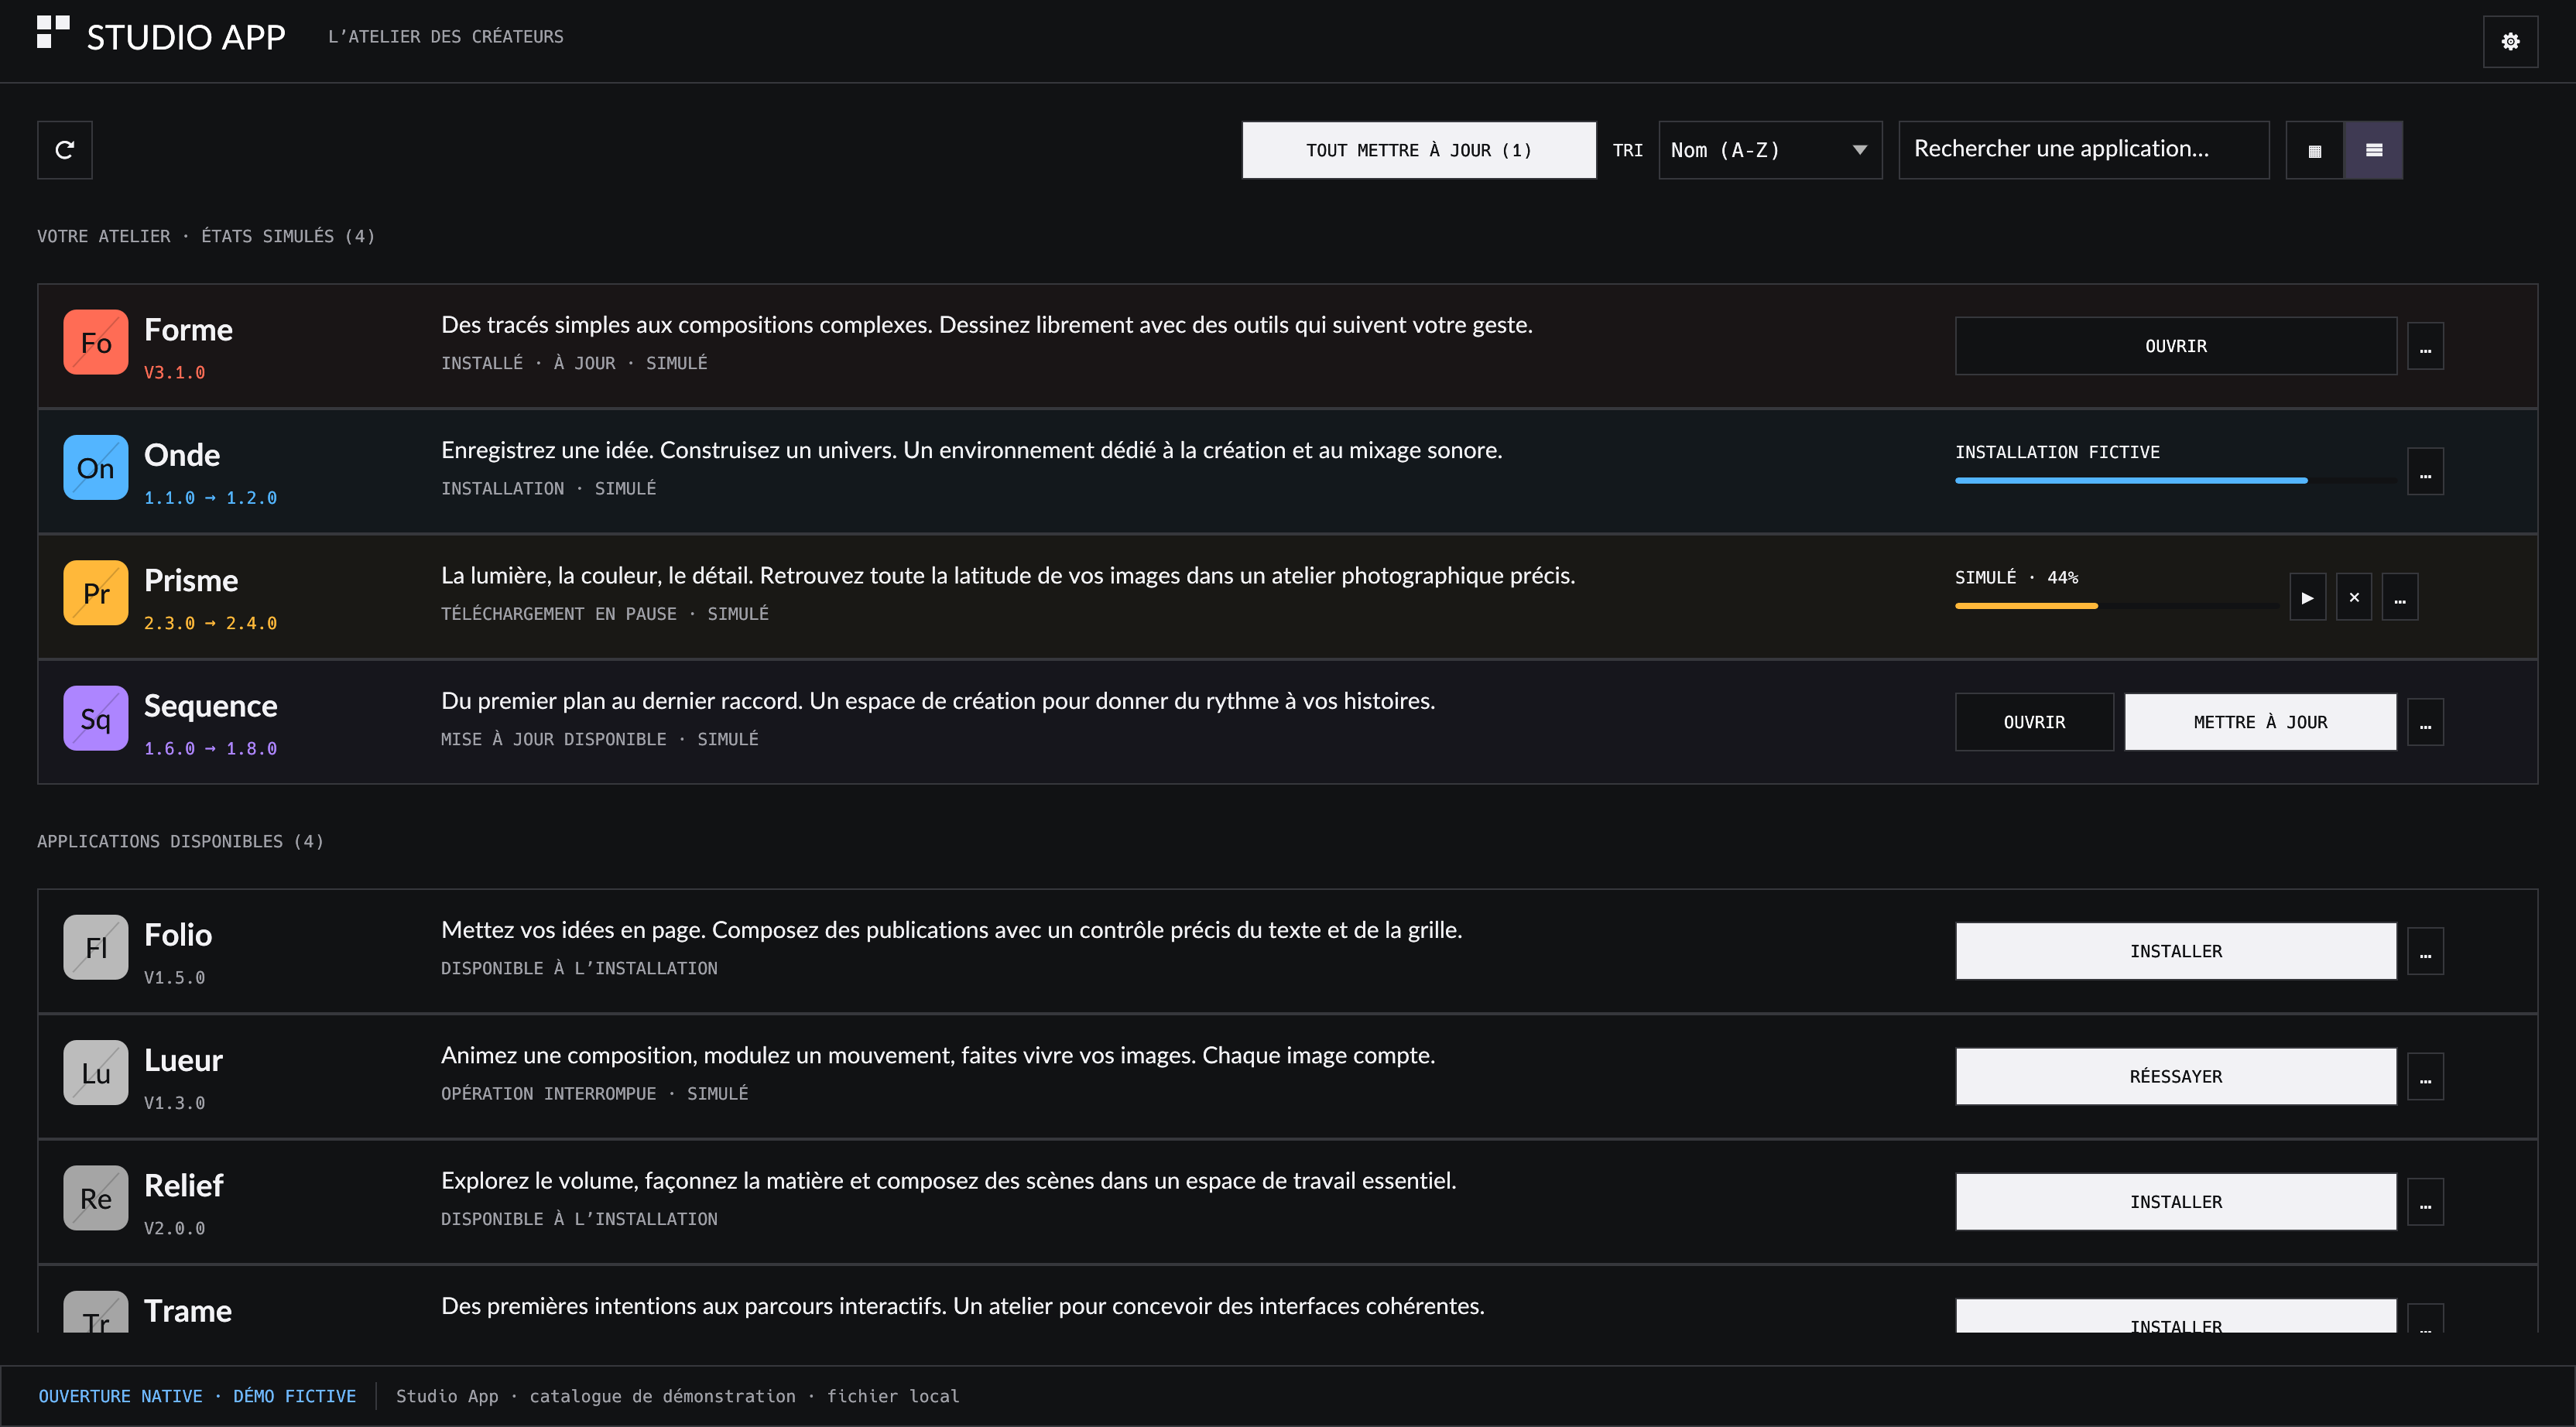 STUDIO APP
L’ATELIER DES CRÉATEURS
TOUT METTRE À JOUR (1)
TRI
Nom (A-Z)
Rechercher une application…
VOTRE ATELIER · ÉTATS SIMULÉS (4)
Fo
Forme
V3.1.0
Des tracés simples aux compositions complexes. Dessinez librement avec des outils qui suivent votre geste.
INSTALLÉ · À JOUR · SIMULÉ
OUVRIR
…
On
Onde
1.1.0 → 1.2.0
Enregistrez une idée. Construisez un univers. Un environnement dédié à la création et au mixage sonore.
INSTALLATION · SIMULÉ
INSTALLATION FICTIVE
…
Pr
Prisme
2.3.0 → 2.4.0
La lumière, la couleur, le détail. Retrouvez toute la latitude de vos images dans un atelier photographique précis.
TÉLÉCHARGEMENT EN PAUSE · SIMULÉ
SIMULÉ · 44%
…
Sq
Sequence
1.6.0 → 1.8.0
Du premier plan au dernier raccord. Un espace de création pour donner du rythme à vos histoires.
MISE À JOUR DISPONIBLE · SIMULÉ
OUVRIR
METTRE À JOUR
…
APPLICATIONS DISPONIBLES (4)
Fl
Folio
V1.5.0
Mettez vos idées en page. Composez des publications avec un contrôle précis du texte et de la grille.
DISPONIBLE À L’INSTALLATION
INSTALLER
…
Lu
Lueur
V1.3.0
Animez une composition, modulez un mouvement, faites vivre vos images. Chaque image compte.
OPÉRATION INTERROMPUE · SIMULÉ
RÉESSAYER
…
Re
Relief
V2.0.0
Explorez le volume, façonnez la matière et composez des scènes dans un espace de travail essentiel.
DISPONIBLE À L’INSTALLATION
INSTALLER
…
Tr
Trame
Des premières intentions aux parcours interactifs. Un atelier pour concevoir des interfaces cohérentes.
INSTALLER
…
OUVERTURE NATIVE · DÉMO FICTIVE
Studio App · catalogue de démonstration · fichier local